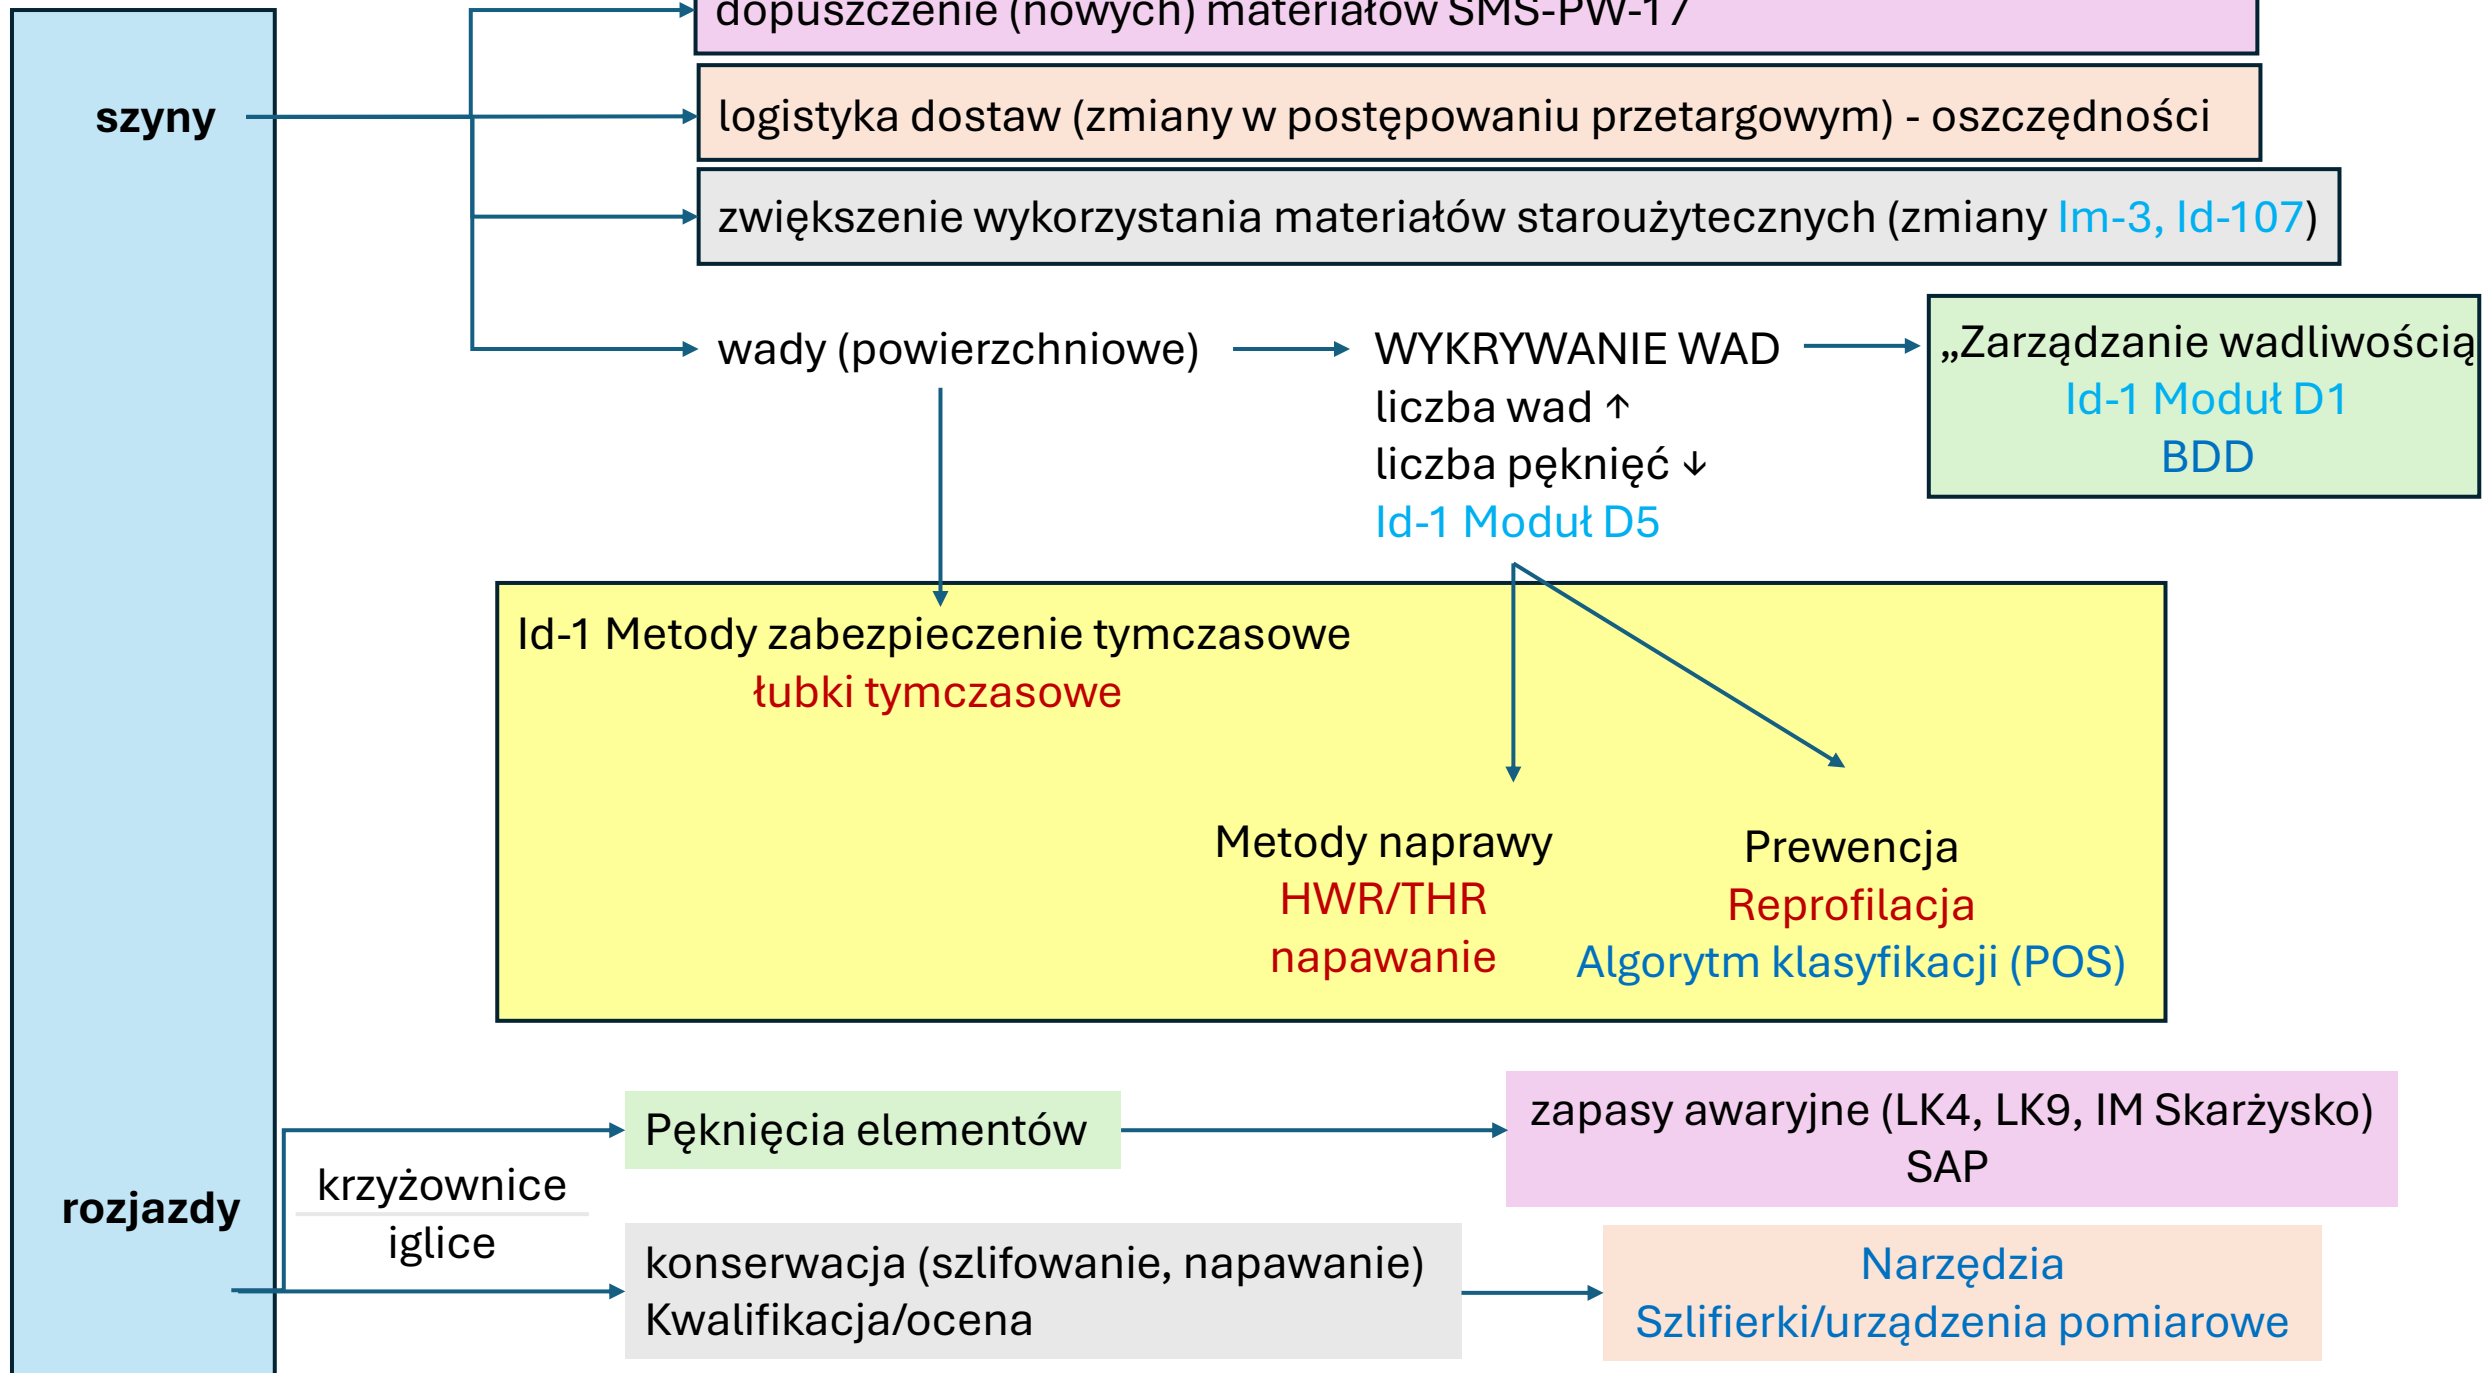 dopuszczenie (nowych) materiałów SMS-PW-17
szyny
logistyka dostaw (zmiany w postępowaniu przetargowym) - oszczędności
zwiększenie wykorzystania materiałów staroużytecznych (zmiany Im-3, Id-107)
wady (powierzchniowe)
WYKRYWANIE WAD
liczba wad ↑
liczba pęknięć ↓
Id-1 Moduł D5
„Zarządzanie wadliwością
Id-1 Moduł D1
BDD
Id-1 Metody zabezpieczenie tymczasowe
łubki tymczasowe
Metody naprawy
HWR/THR
napawanie
Prewencja
Reprofilacja
Algorytm klasyfikacji (POS)
rozjazdy
krzyżownice
iglice
Pęknięcia elementów
zapasy awaryjne (LK4, LK9, IM Skarżysko)
SAP
konserwacja (szlifowanie, napawanie)
Kwalifikacja/ocena
Narzędzia
Szlifierki/urządzenia pomiarowe